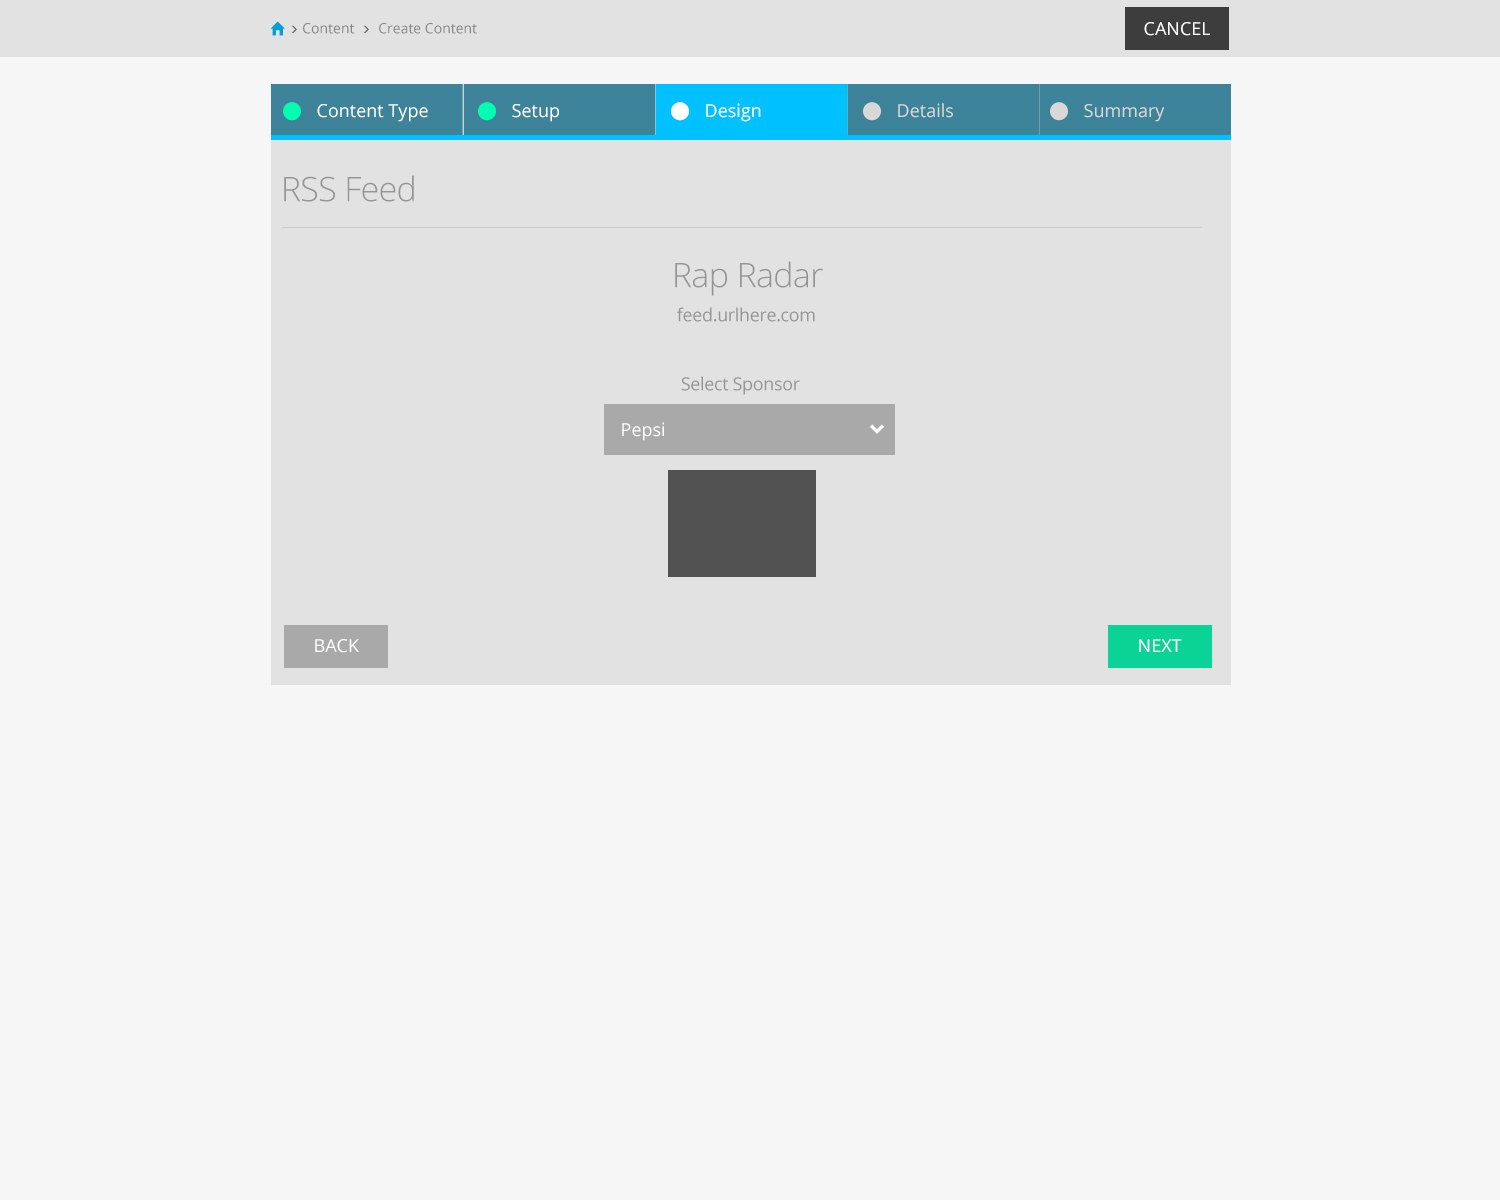 Content Create Content
CANCEL
Content Type Setup Design Details Summary
RSS Feed
Rap Radar
feed.urlhere.com
Select Sponsor
Pepsi
BACK NEXT